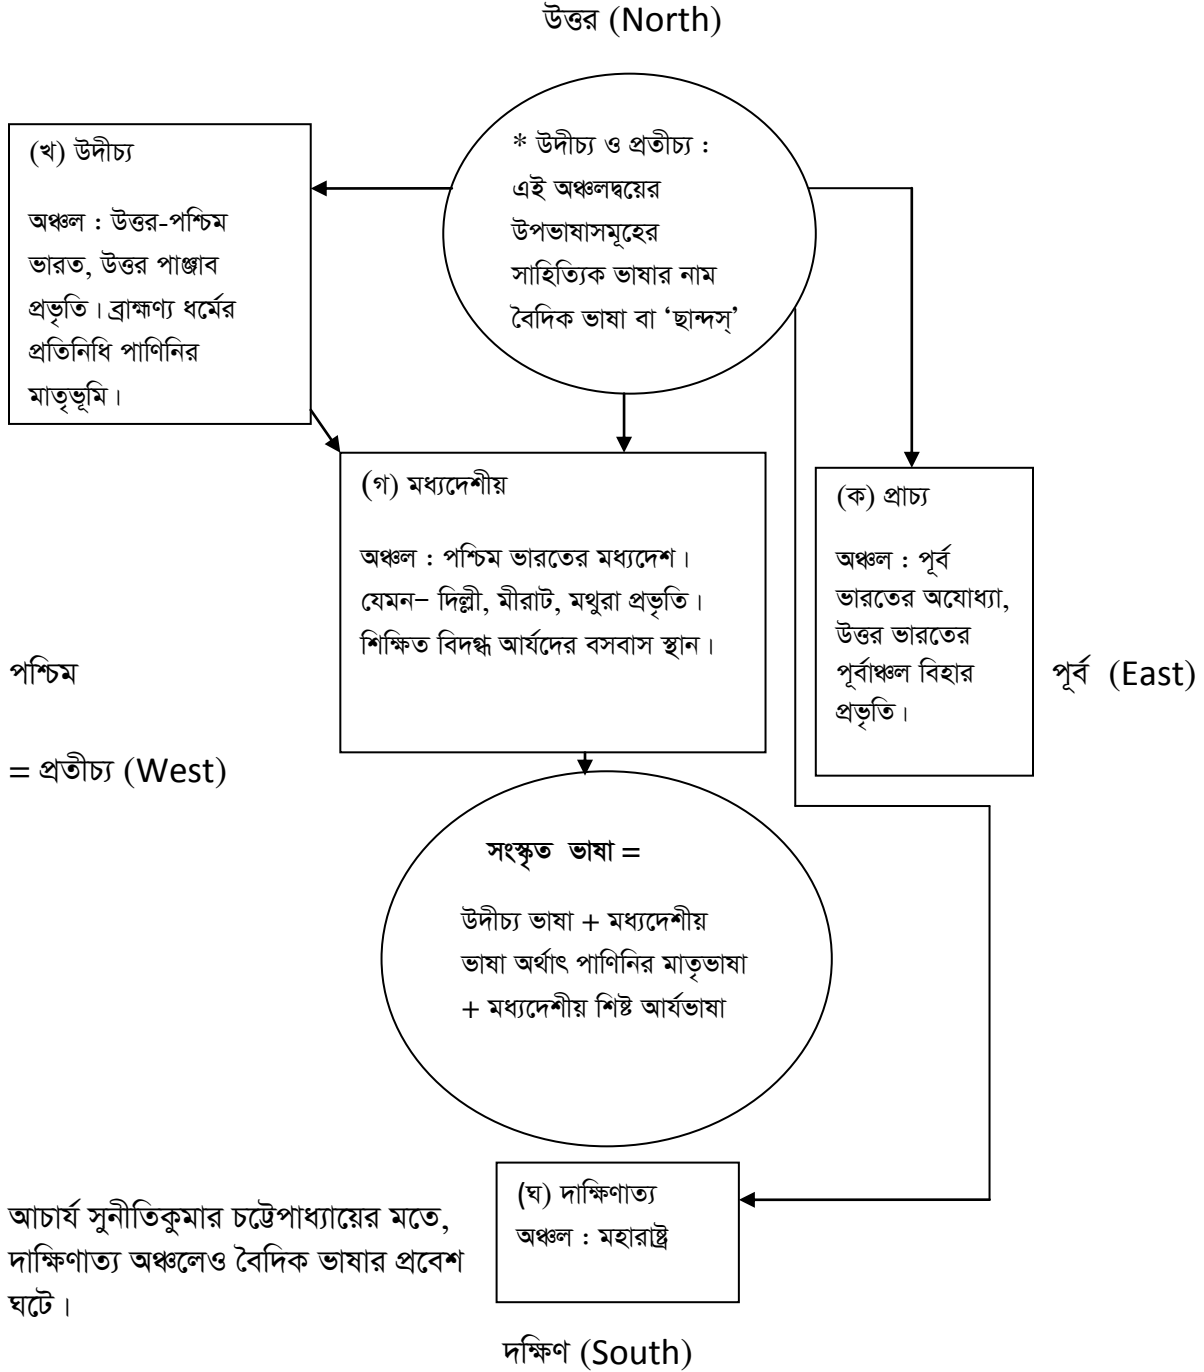 উত্তর (North)
* উদীচ্য ও প্রতীচ্য :
এই অঞ্চলদ্বয়ের
উপভাষাসমূহের
সাহিত্যিক ভাষার নাম
বৈদিক ভাষা বা ‘ছান্দস্’
(খ) উদীচ্য
অঞ্চল : উত্তর-পশ্চিম
ভারত, উত্তর পাঞ্জাব
প্রভৃতি। ব্রাহ্মণ্য ধর্মের
প্রতিনিধি পাণিনির
মাতৃভূমি।
(গ) মধ্যদেশীয়
অঞ্চল : পশ্চিম ভারতের মধ্যদেশ।
যেমন– দিল্লী, মীরাট, মথুরা প্রভৃতি।
শিক্ষিত বিদগ্ধ আর্যদের বসবাস স্থান।
(ক) প্রাচ্য
অঞ্চল : পূর্ব
ভারতের অযোধ্যা,
উত্তর ভারতের
পূর্বাঞ্চল বিহার
প্রভৃতি।
পশ্চিম
= প্রতীচ্য (West)
পূর্ব (East)
সংস্কৃত ভাষা =
উদীচ্য ভাষা + মধ্যদেশীয়
ভাষা অর্থাৎ পাণিনির মাতৃভাষা
+ মধ্যদেশীয় শিষ্ট আর্যভাষা
(ঘ) দাক্ষিণাত্য
অঞ্চল : মহারাষ্ট্র
আচার্য সুনীতিকুমার চট্টোপাধ্যায়ের মতে,
দাক্ষিণাত্য অঞ্চলেও বৈদিক ভাষার প্রবেশ
ঘটে।
দক্ষিণ (South)